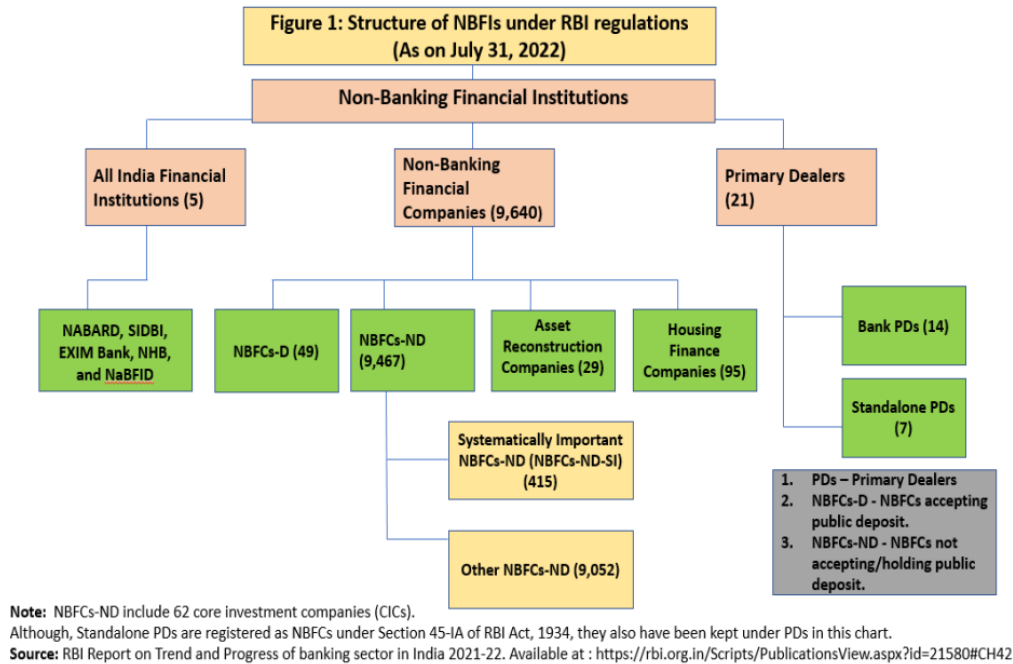 Figure 1: Structure of NBFIs under RBI regulations
(As on July 31, 2022)
Non-Banking Financial Institutions
All India Financial
Institutions (5)
Non-Banking
Financial
Companies (9,640)
Primary Dealers
(21)
NABARD, SIDBI,
EXIM Bank, NHB,
and NaBFID
NBFCs-D (49)
NBFCs-ND
(9,467)
Asset
Reconstruction
Companies (29)
Housing
Finance
Companies (95)
Bank PDs (14)
Standalone PDs
(7)
Systematically Important
NBFCs-ND (NBFCs-ND-SI)
(415)
Other NBFCs-ND (9,052)
1. PDs – Primary Dealers
2. NBFCs-D - NBFCs accepting
public deposit.
3. NBFCs-ND - NBFCs not
accepting/holding public
deposit.
Note: NBFCs-ND include 62 core investment companies (CICs).
Although, Standalone PDs are registered as NBFCs under Section 45-IA of RBI Act, 1934, they also have been kept under PDs in this chart.
Source: RBI Report on Trend and Progress of banking sector in India 2021-22. Available at : https://rbi.org.in/Scripts/PublicationsView.aspx?id=21580#CH42